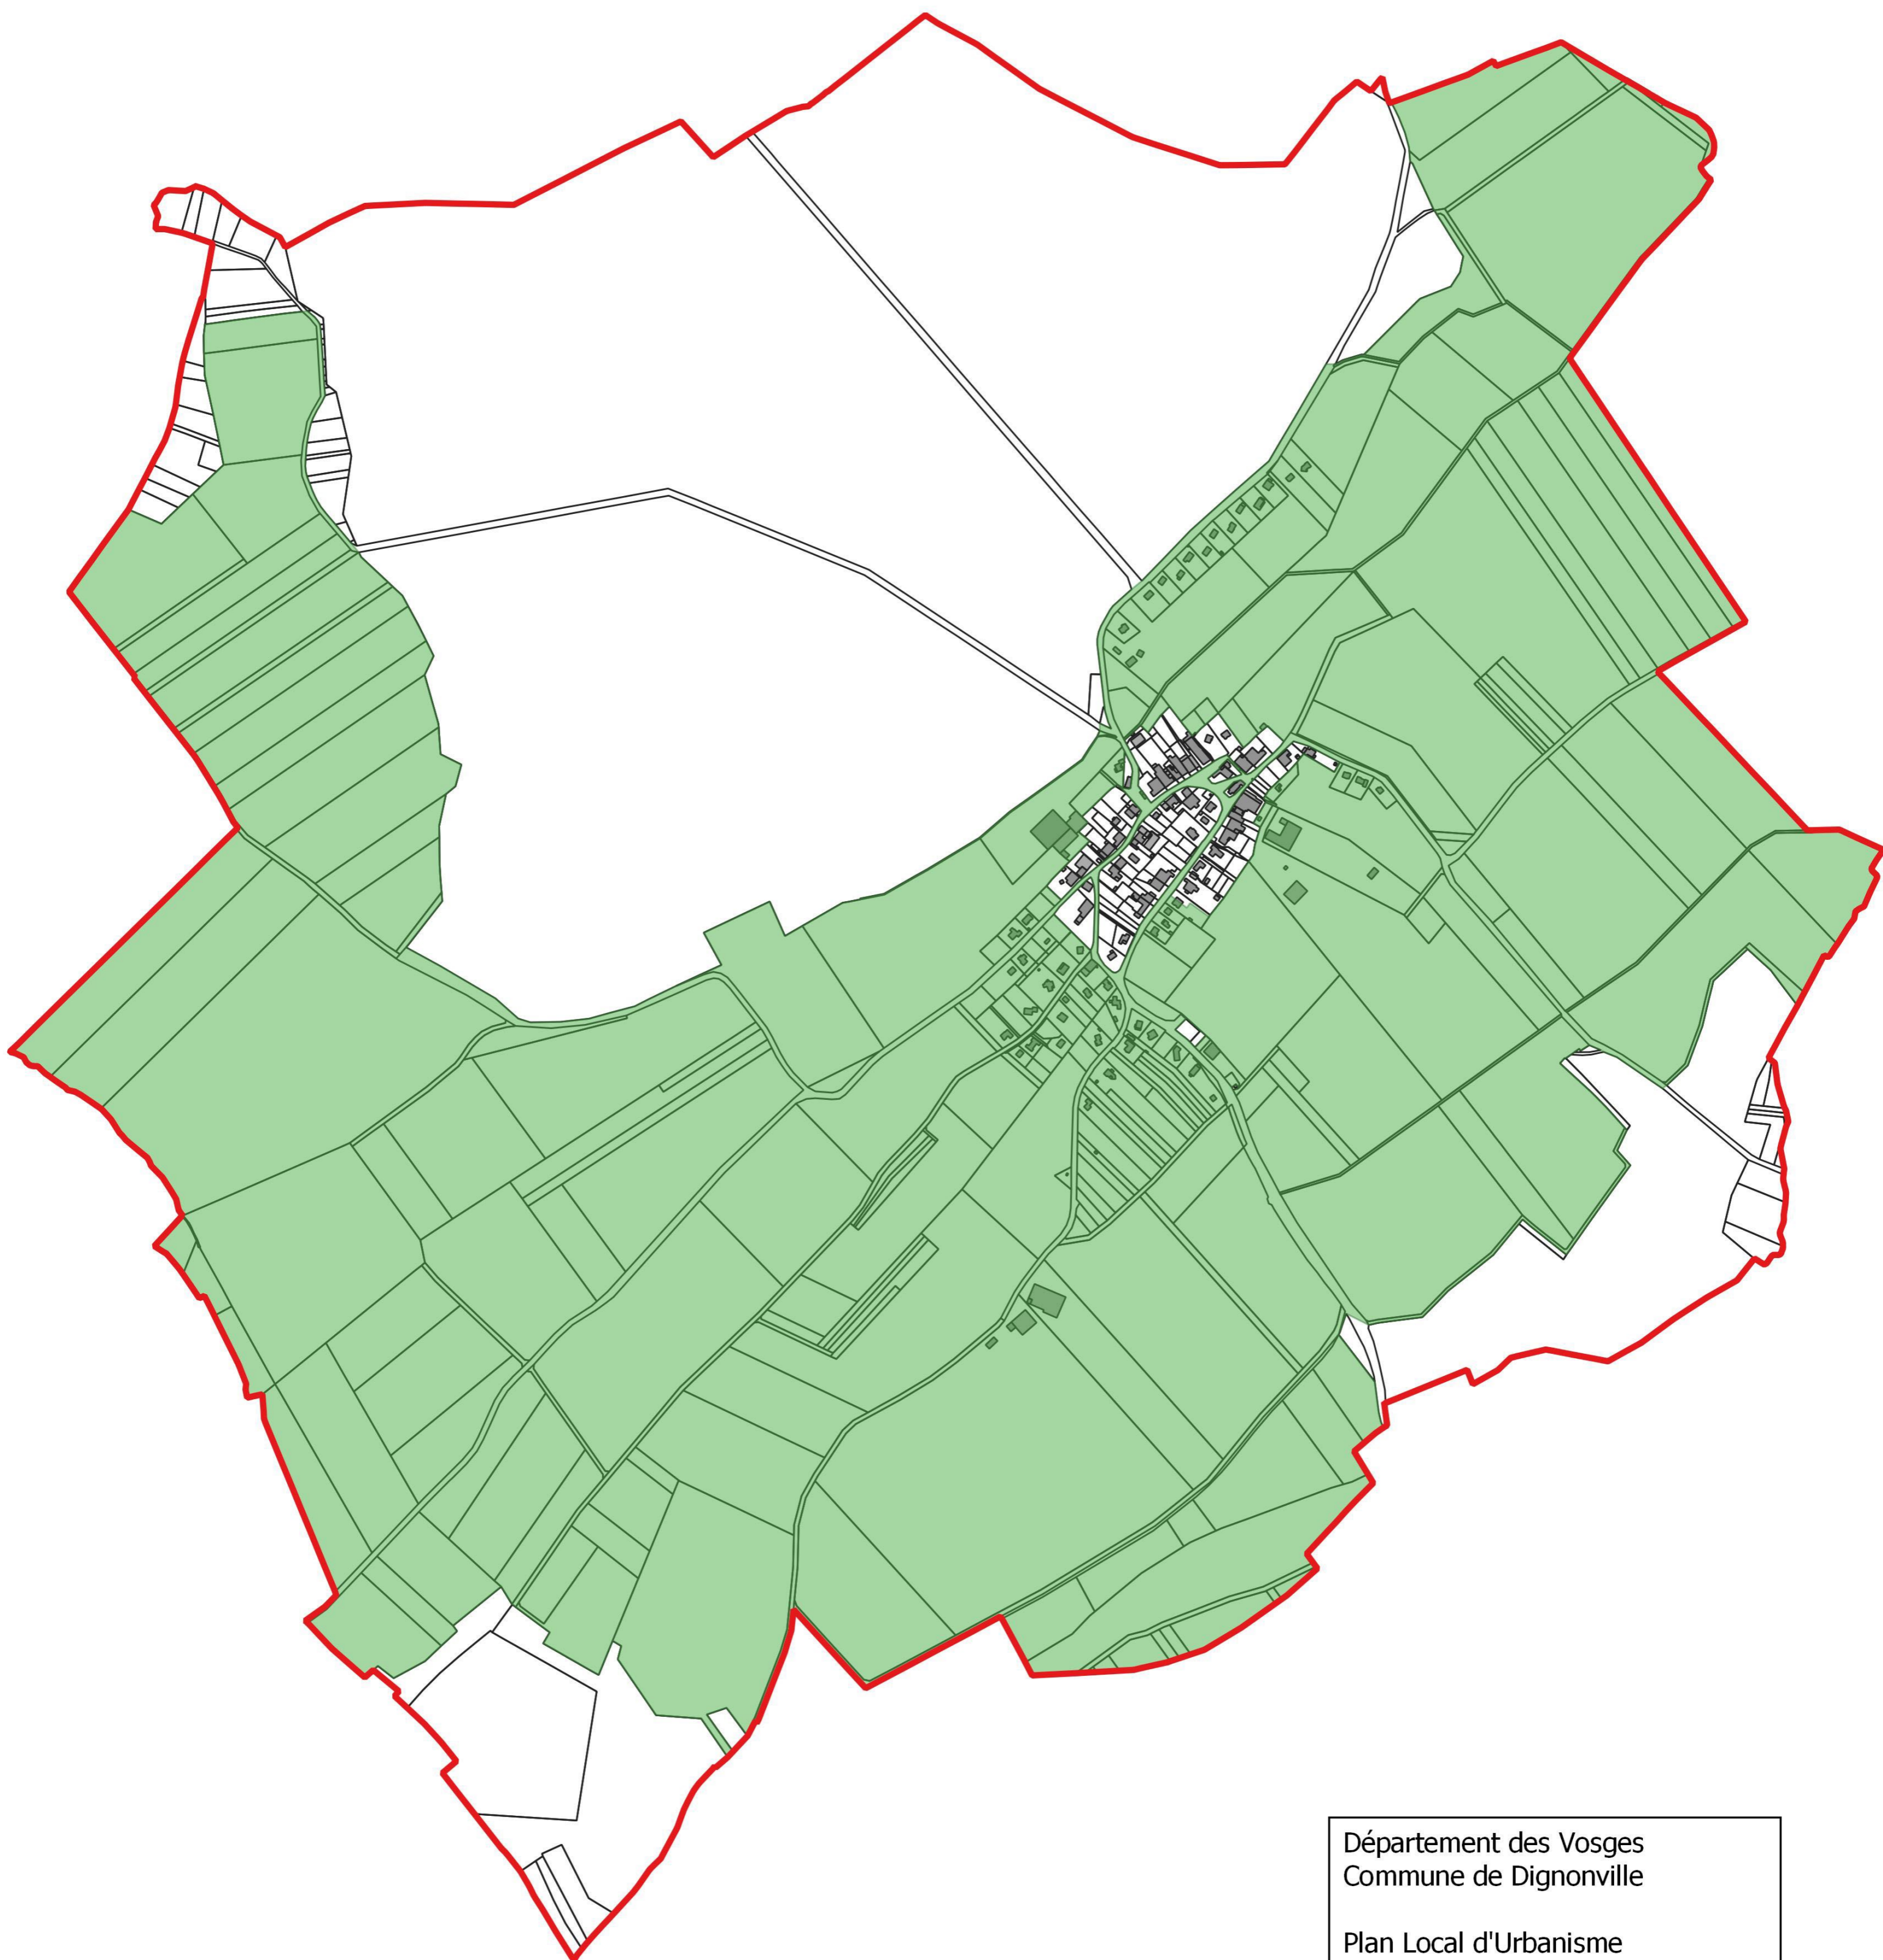 Département des Vosges
Commune de Dignonville
Plan Local d'Urbanisme